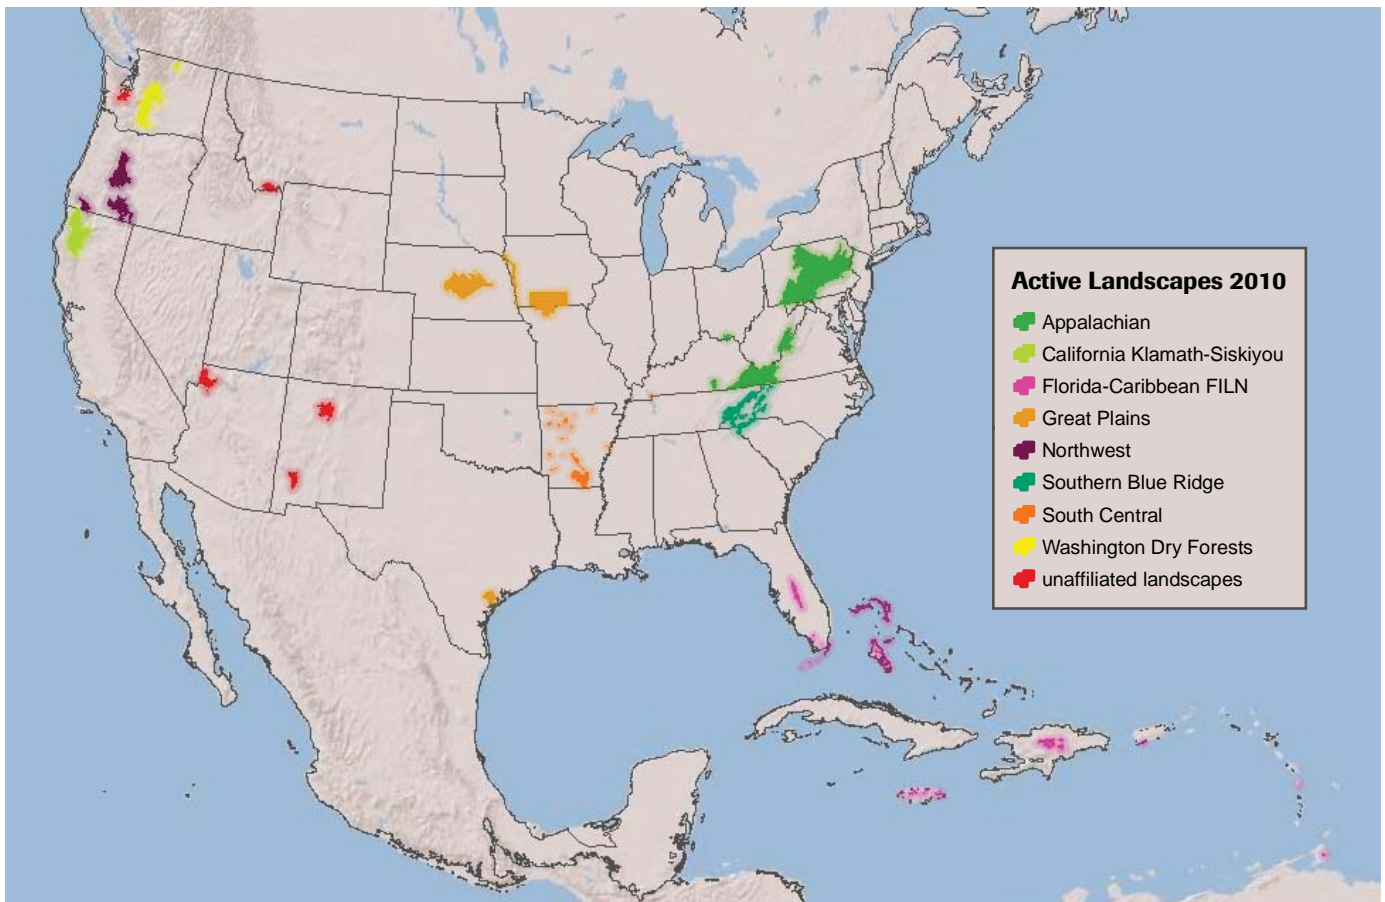 Active Landscapes 2010
Appalachian
California Klamath-Siskiyou
Florida-Caribbean FILN
Great Plains
Northwest
Southern Blue Ridge
South Central
Washington Dry Forests
unaffiliated landscapes